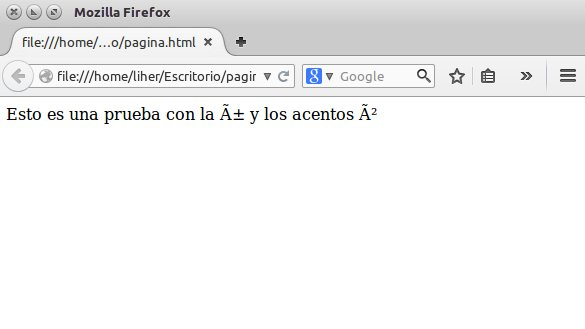 Mozilla Firefox
file:///home/...o/pagina.html
file:///home/liher/Escritorio/pagir
8 Google
Esto es una prueba con la Ã± y los acentos Ã²